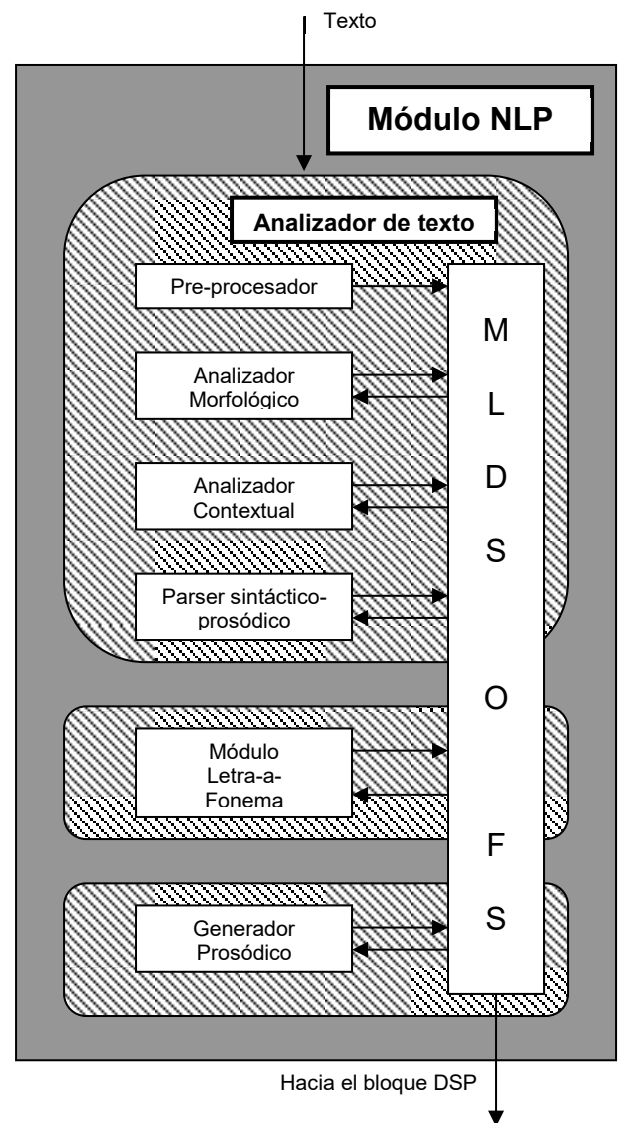 Texto
Módulo NLP
Analizador de texto
Pre-procesador
Analizador
Morfológico
Analizador
Contextual
Parser sintáctico-
prosódico
Módulo
Letra-a-
Fonema
Generador
Prosódico
M
L
D
S
O
F
S
Hacia el bloque DSP